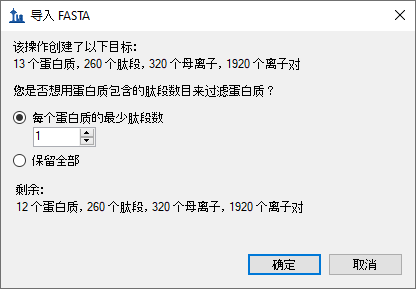 导入 FASTA
该操作创建了以下目标:
13 个蛋白质, 260 个肽段, 320 个母离子, 1920 个离子对
您是否想用蛋白质包含的肽段数目来过滤蛋白质？
每个蛋白质的最少肽段数
1
保留全部
剩余:
12 个蛋白质, 260 个肽段, 320 个母离子, 1920 个离子对
确定
取消